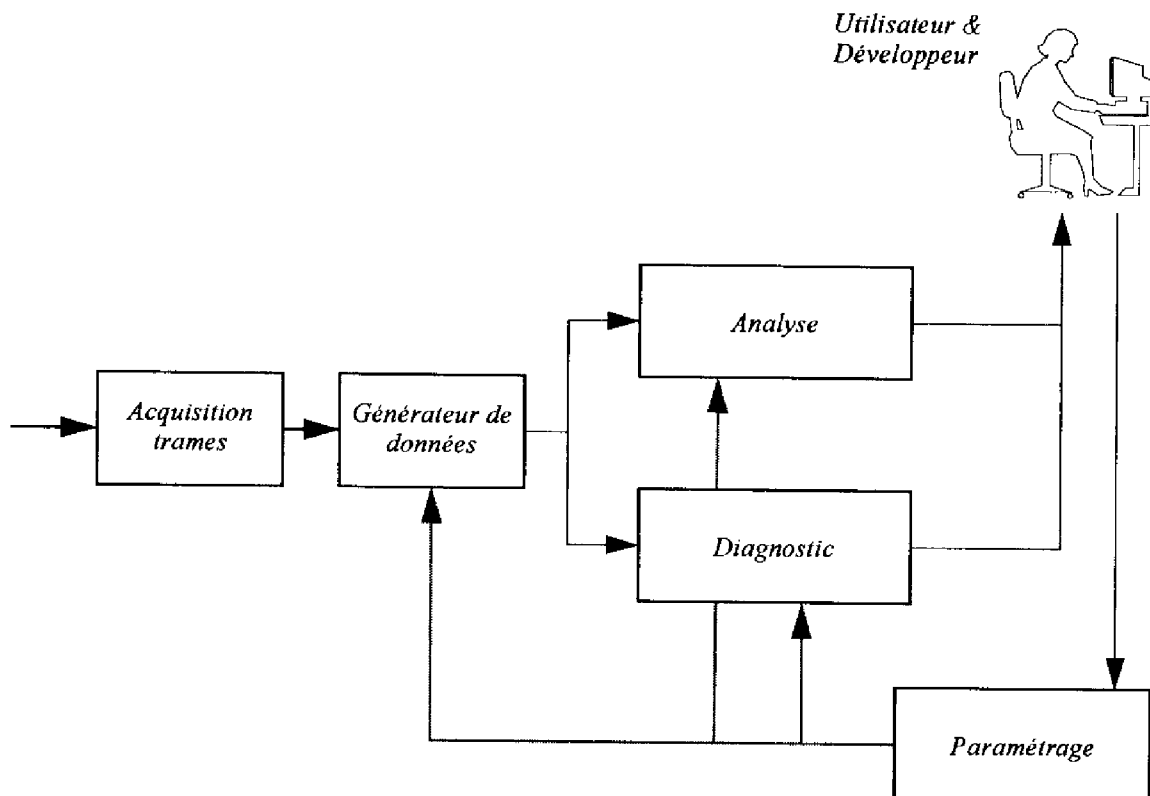 Utilisateur &
Développeur
Analyse
Acquisition
trames
Générateur de
données
Diagnostic
Paramétrage